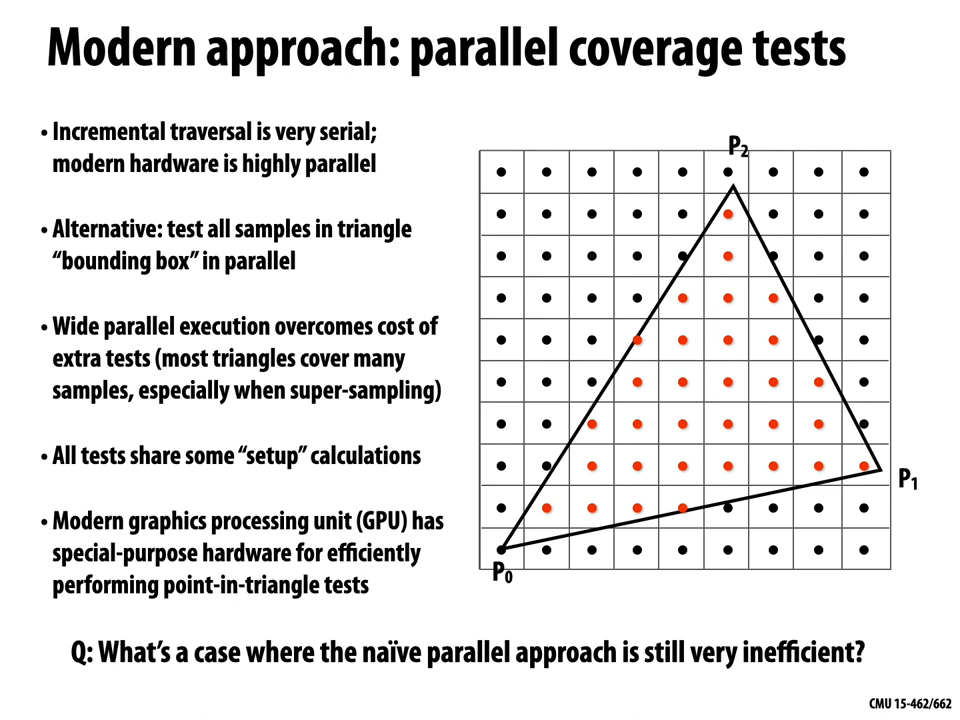 Modern approach: parallel coverage tests
• Incremental traversal is very serial;
modern hardware is highly parallel
• Alternative: test all samples in triangle
“bounding box” in parallel
• Wide parallel execution overcomes cost of
extra tests (most triangles cover many
samples, especially when super-sampling)
• All tests share some “setup” calculations
• Modern graphics processing unit (GPU) has
special-purpose hardware for efficiently
performing point-in-triangle tests
P2
P1
P0
Q: What’s a case where the naïve parallel approach is still very inefficient?
CMU 15-462/662